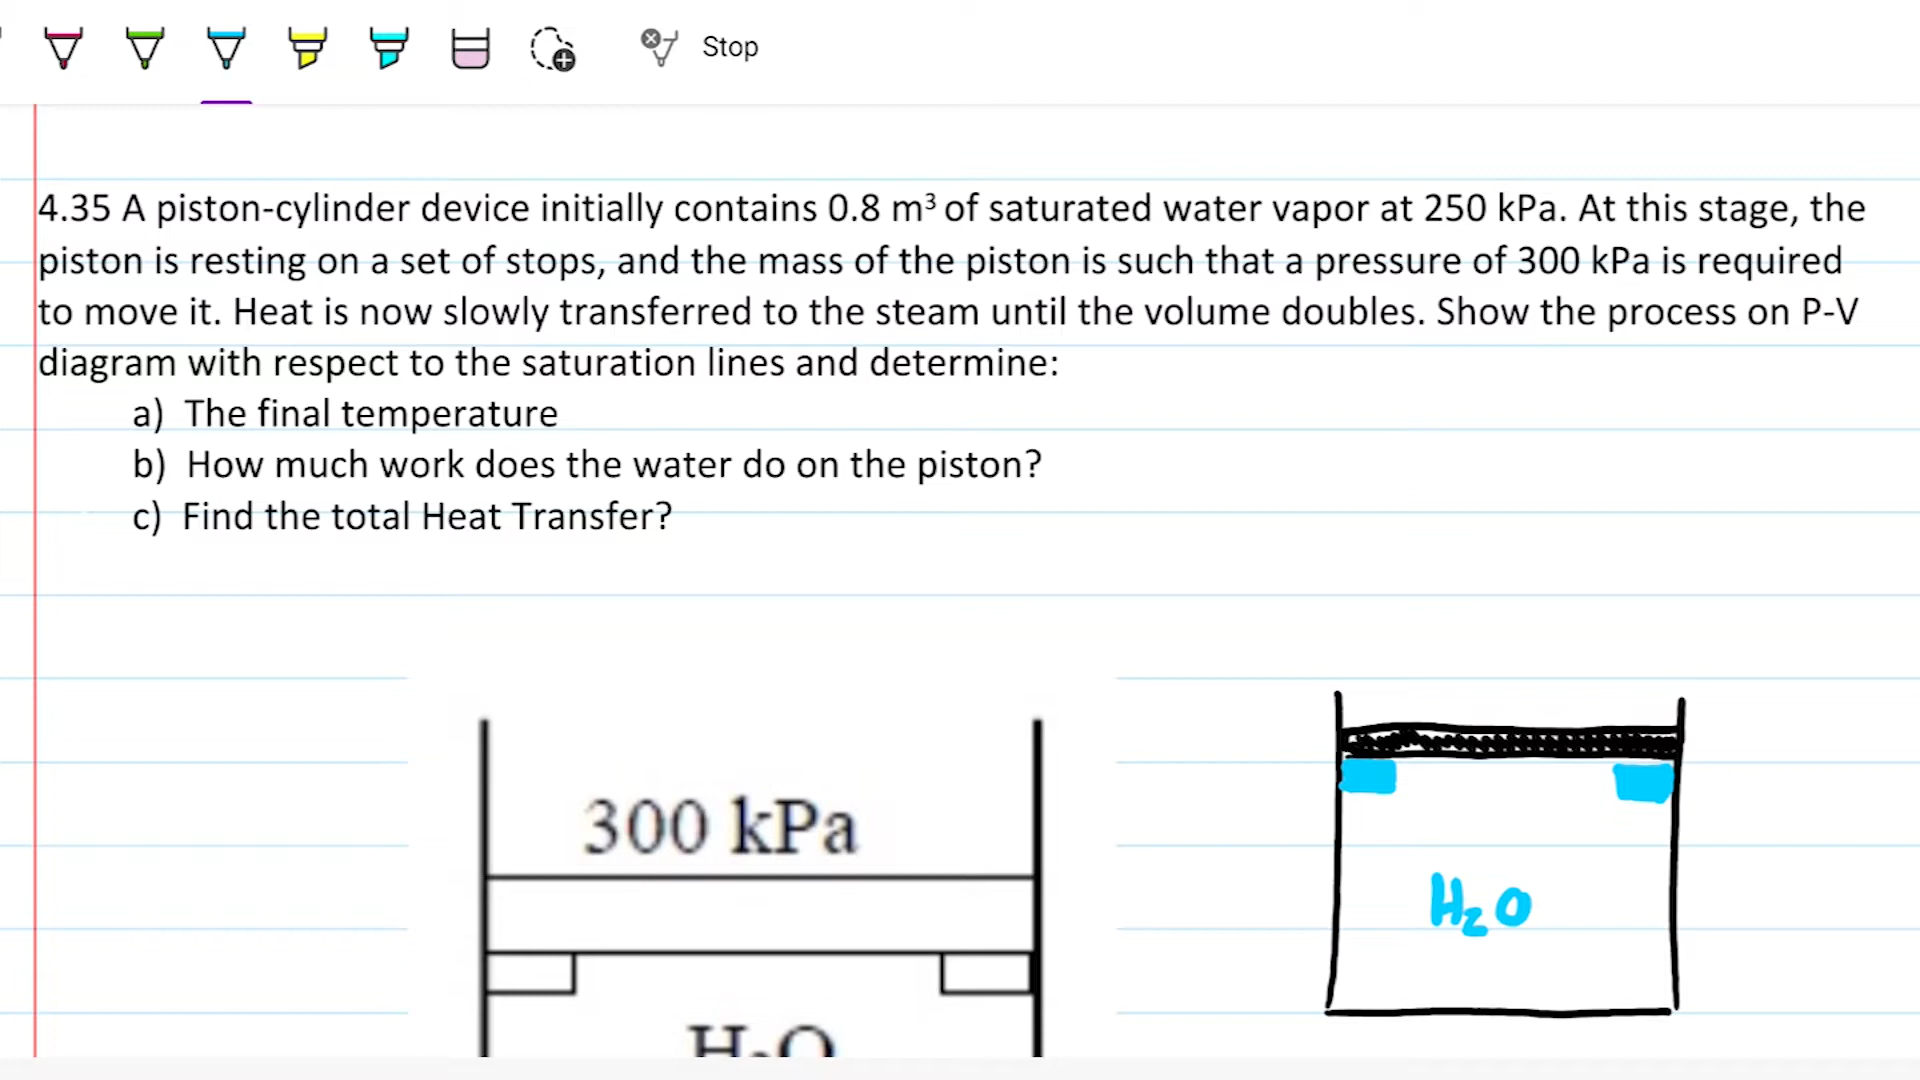 Stop
4.35 A piston-cylinder device initially contains 0.8 m³ of saturated water vapor at 250 kPa. At this stage, the
piston is resting on a set of stops, and the mass of the piston is such that a pressure of 300 kPa is required
to move it. Heat is now slowly transferred to the steam until the volume doubles. Show the process on P-V
diagram with respect to the saturation lines and determine:
a) The final temperature
b) How much work does the water do on the piston?
c) Find the total Heat Transfer?
300 kPa
H₂O
H₂O